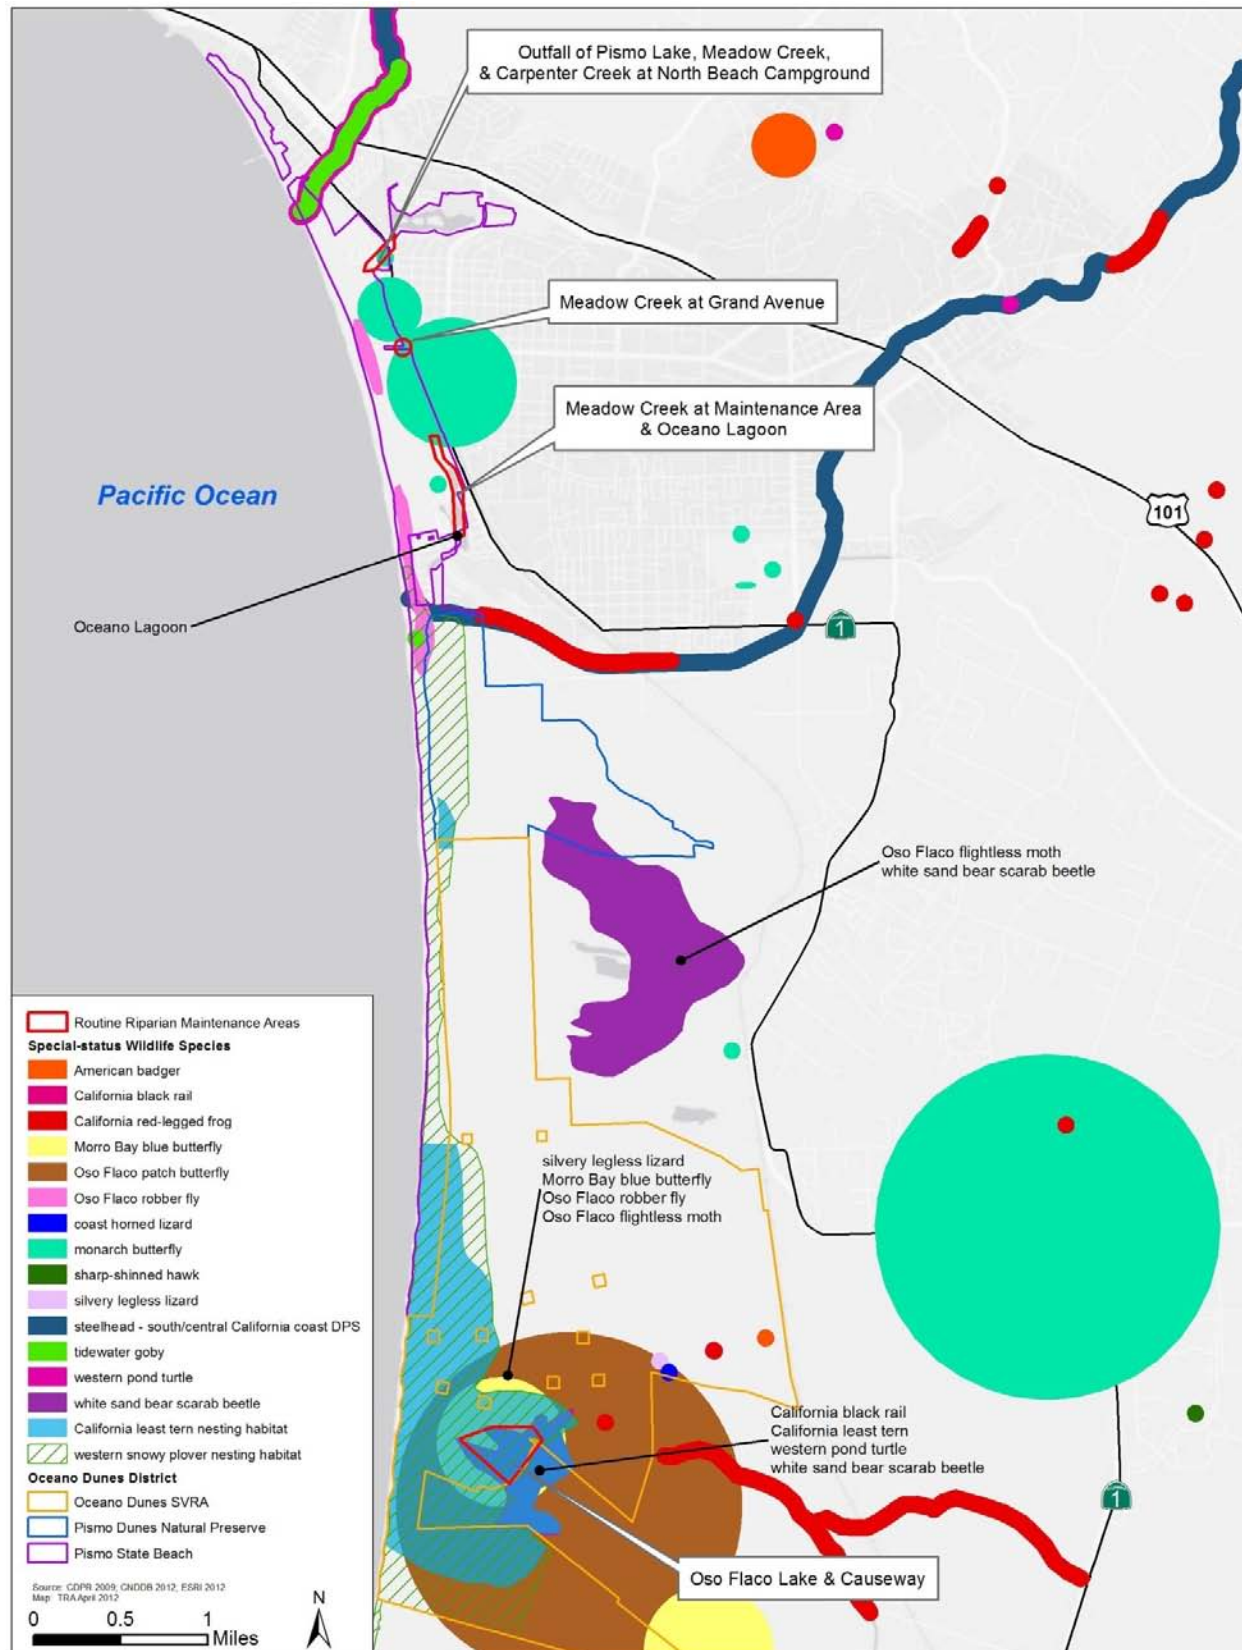 Outfall of Pismo Lake, Meadow Creek,
& Carpenter Creek at North Beach Campground
Meadow Creek at Grand Avenue
Meadow Creek at Maintenance Area
& Oceano Lagoon
Pacific Ocean
101
Oceano Lagoon
1
Oso Flaco flightless moth
white sand bear scarab beetle
silvery legless lizard
Morro Bay blue butterfly
Oso Flaco robber fly
Oso Flaco flightless moth
California black rail
California least tern
western pond turtle
white sand bear scarab beetle
1
Oso Flaco Lake & Causeway
Routine Riparian Maintenance Areas
Special-status Wildlife Species
American badger
California black rail
California red-legged frog
Morro Bay blue butterfly
Oso Flaco patch butterfly
Oso Flaco robber fly
coast horned lizard
monarch butterfly
sharp-shinned hawk
silvery legless lizard
steelhead - south/central California coast DPS
tidewater goby
western pond turtle
white sand bear scarab beetle
California least tern nesting habitat
western snowy plover nesting habitat
Oceano Dunes District
Oceano Dunes SVRA
Pismo Dunes Natural Preserve
Pismo State Beach
Source: CDPR 2009; CNDDB 2012; ESRI 2012
Map: TRA April 2012
0 0.5 1
Miles
N